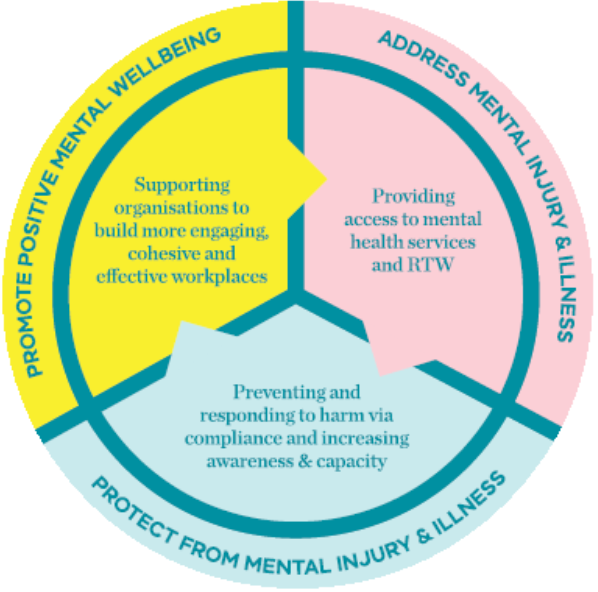 PROMOTE POSITIVE MENTAL WELLBEING
Supporting
organisations to
build more engaging,
cohesive and
effective workplaces
ADDRESS MENTAL INJURY & ILLNESS
Providing
access to mental
health services
and RTW
Preventing and
responding to harm via
compliance and increasing
awareness & capacity
PROTECT FROM MENTAL INJURY & ILLNESS